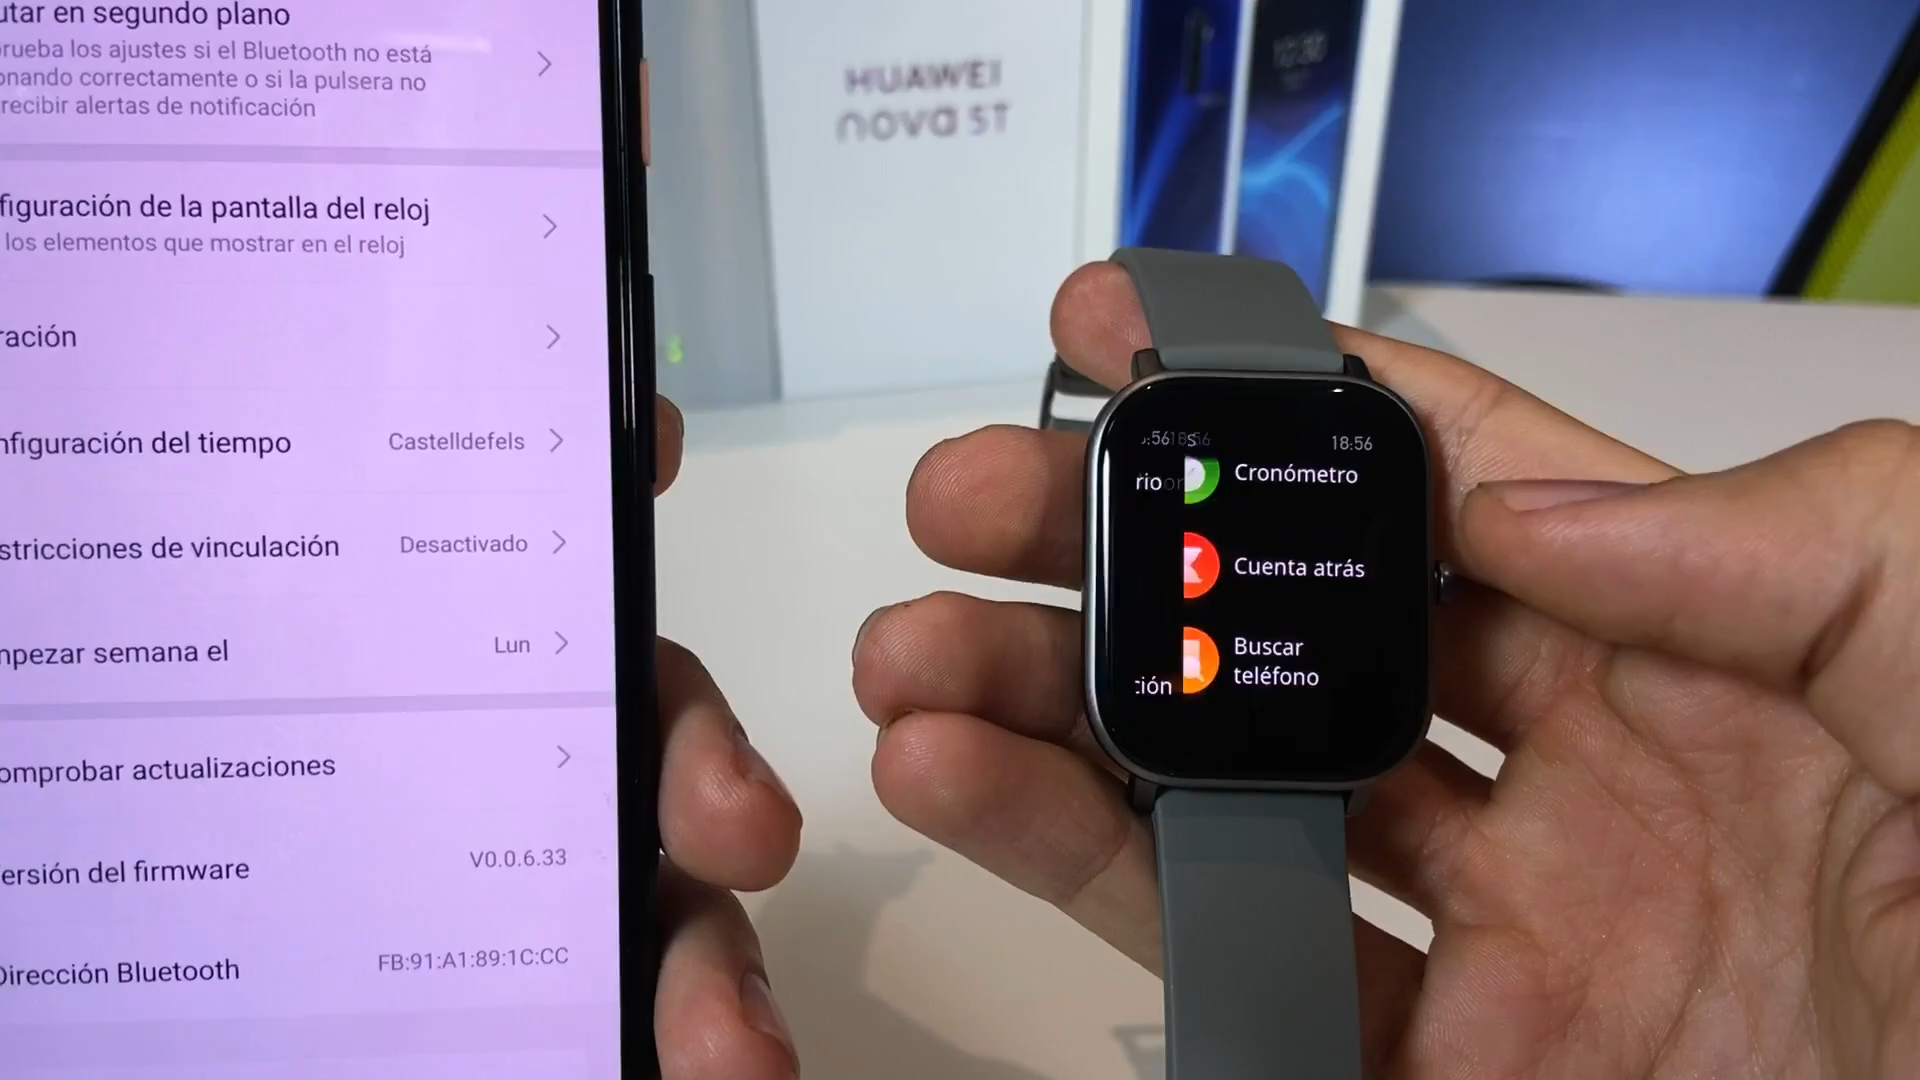 utar en segundo plano
rueba los ajustes si el Bluetooth no está
onando correctamente o si la pulsera no
recibir alertas de notificación
figuración de la pantalla del reloj
los elementos que mostrar en el reloj
ración
nfiguración del tiempo Castelldefels
stricciones de vinculación Desactivado
mpezar semana el Lun
omprobar actualizaciones
ersión del firmware V0.0.6.33
Dirección Bluetooth FB:91:A1:89:1C:CC
HUAWEI
nova 5T
18:56
rio
Cronómetro
Cuenta atrás
Buscar
teléfono
ción